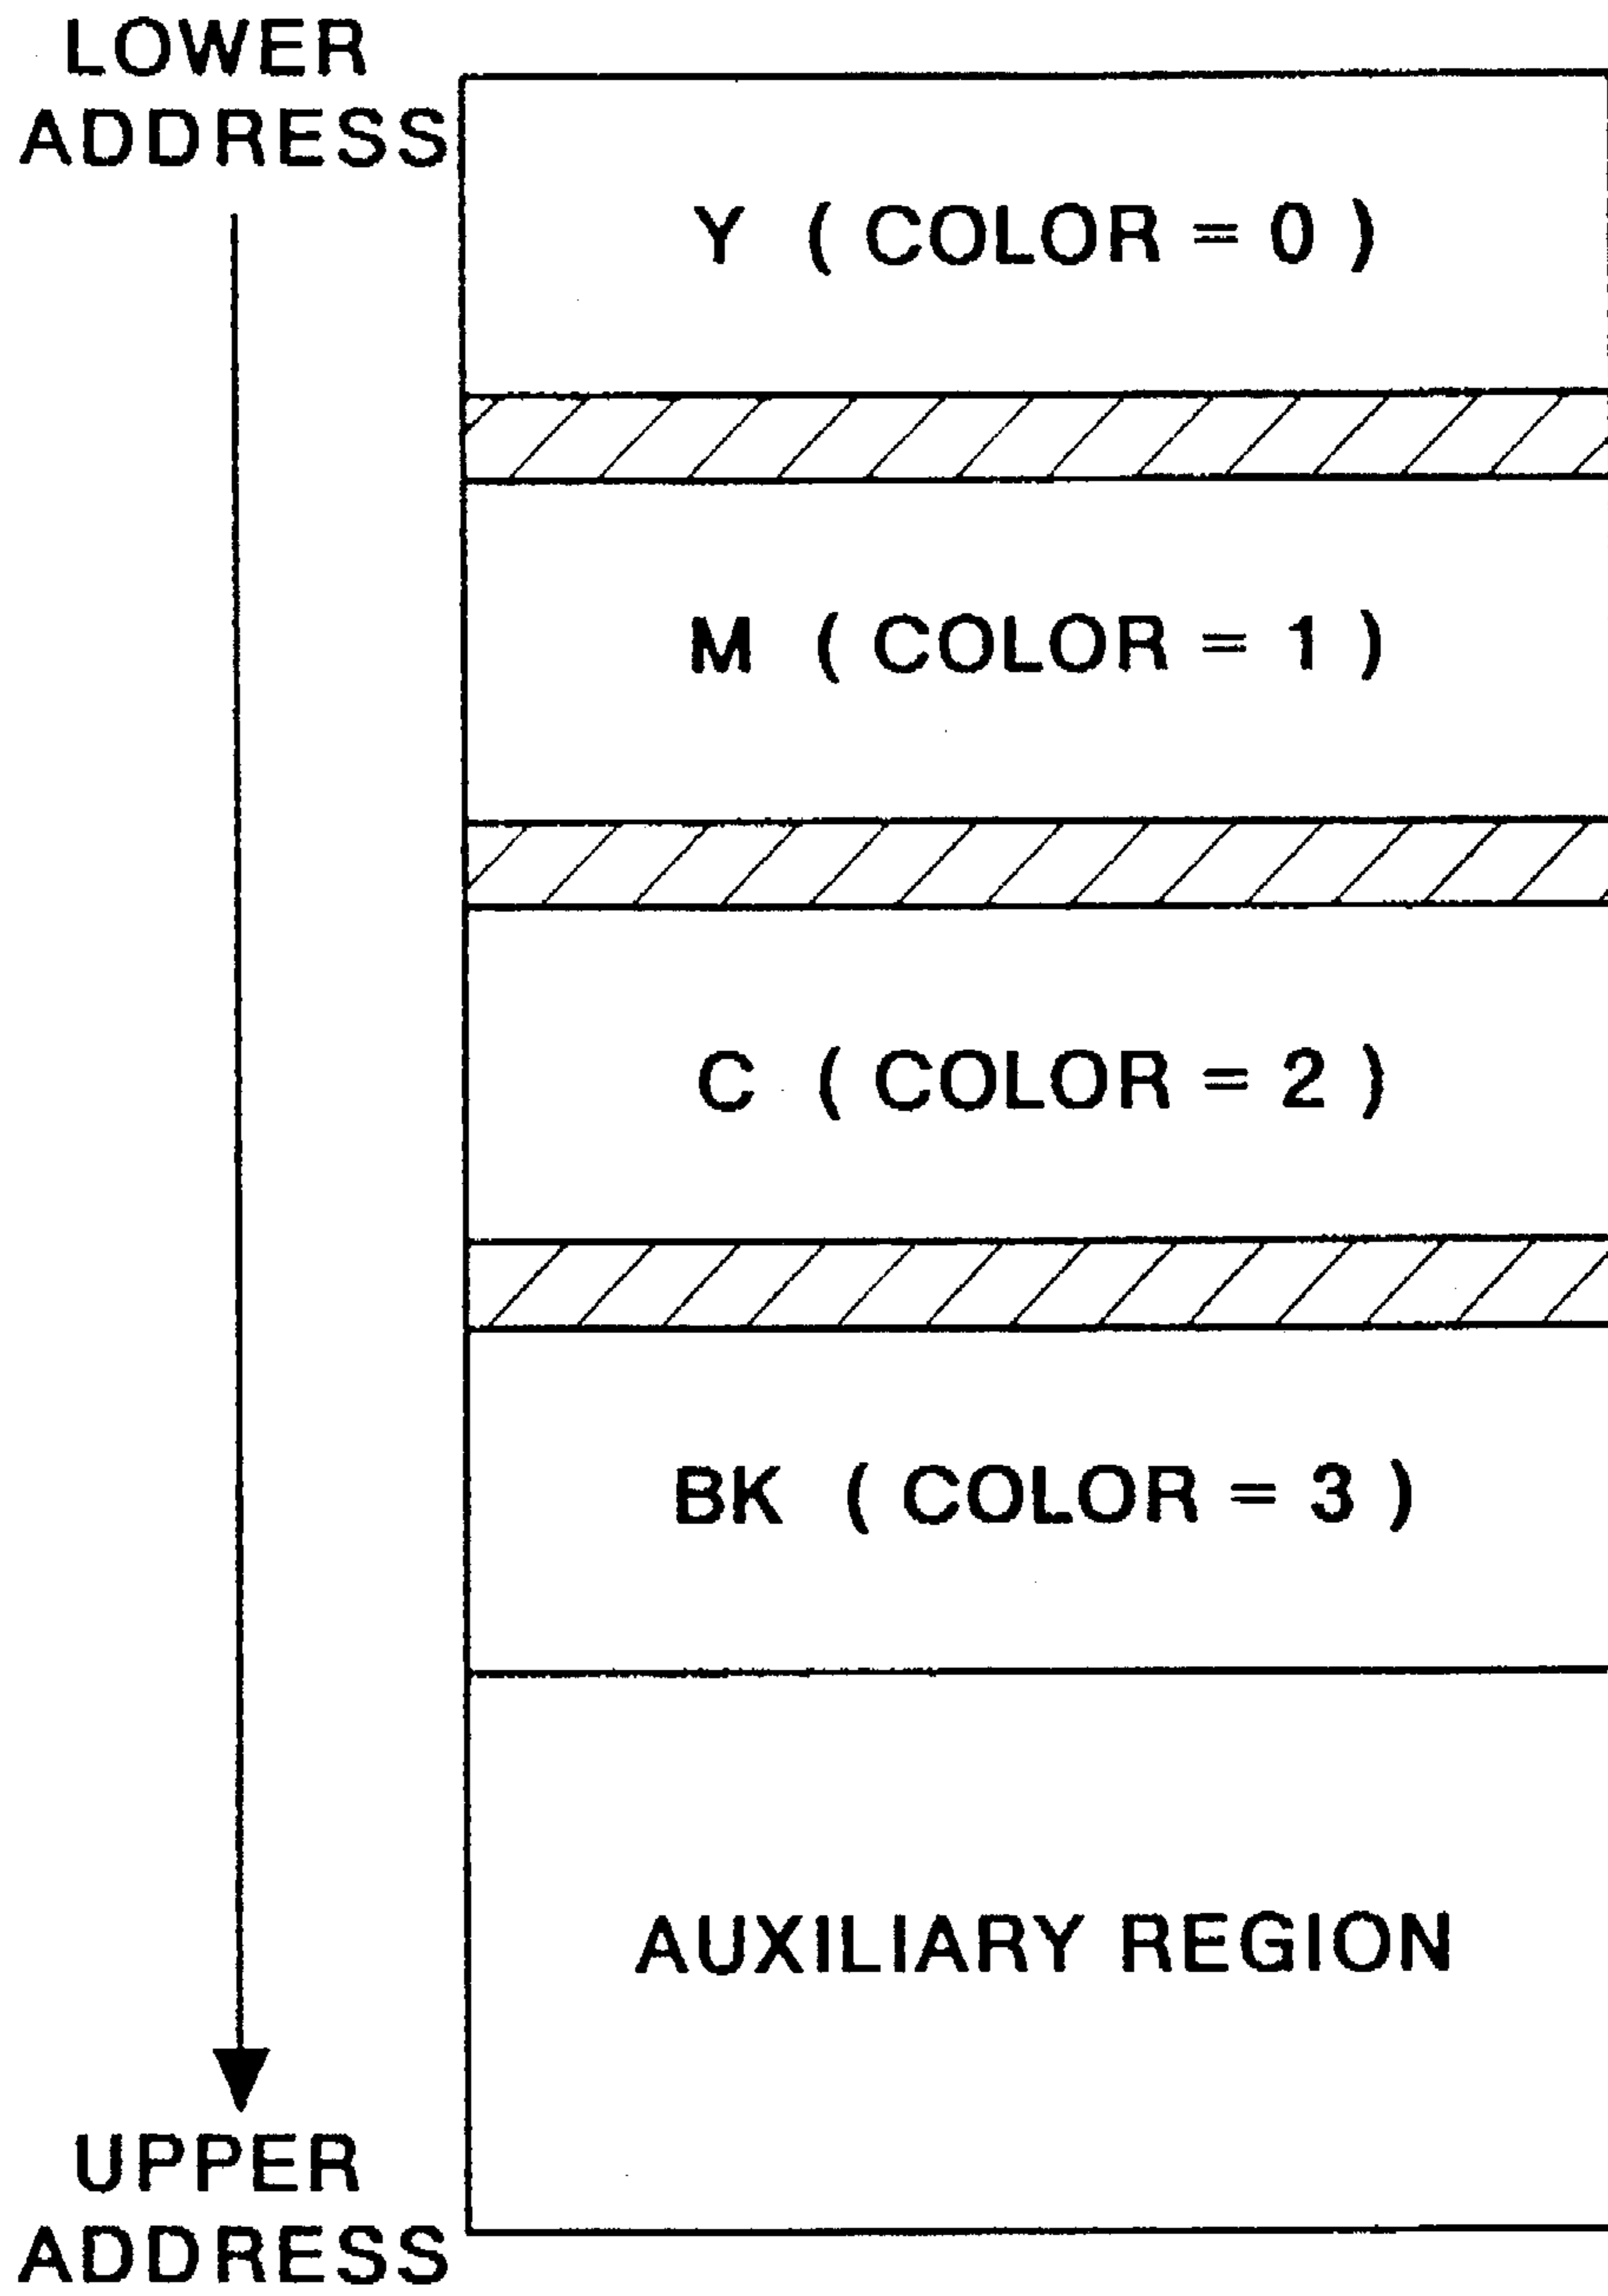 LOWER
ADDRESS
Y ( COLOR = 0 )
M ( COLOR = 1 )
C ( COLOR = 2 )
BK ( COLOR = 3 )
AUXILIARY REGION
UPPER
ADDRESS